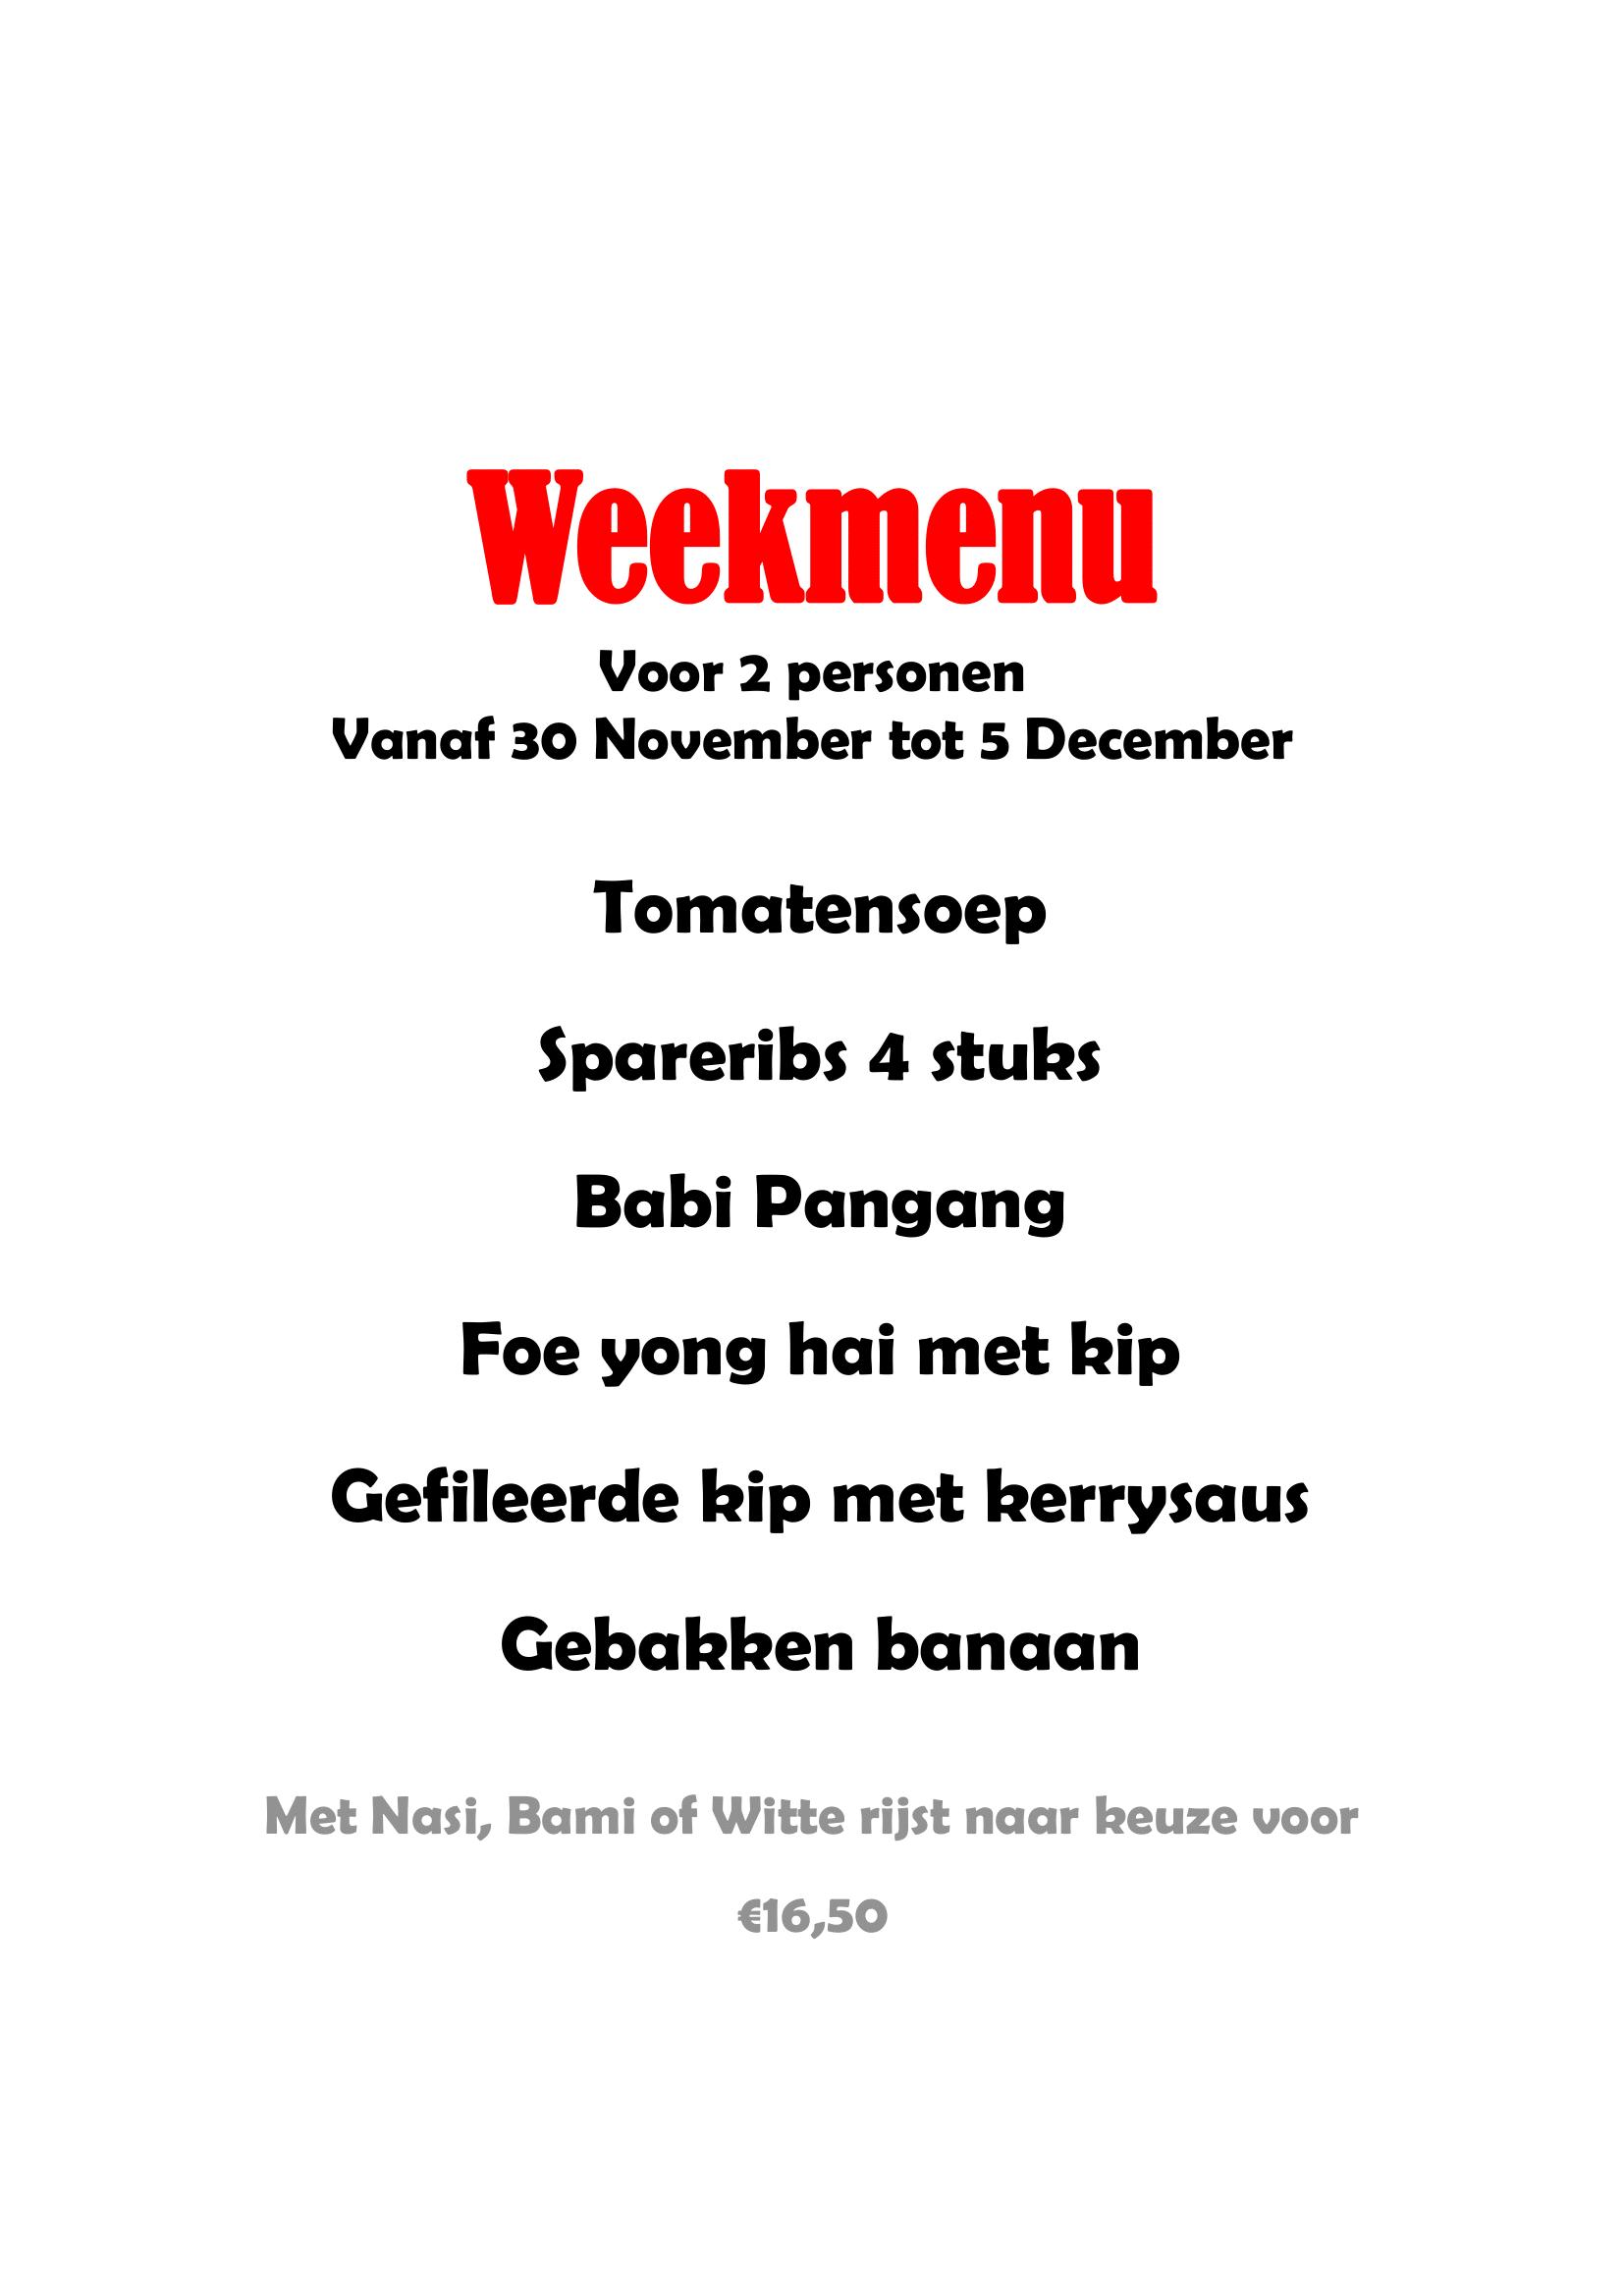 Weekmenu
Voor 2 personen
Vanaf 30 November tot 5 December
Tomatensoep
Spareribs 4 stuks
Babi Pangang
Foe yong hai met kip
Gefileerde kip met kerrysaus
Gebakken banaan
Met Nasi, Bami of Witte rijst naar keuze voor
€16,50